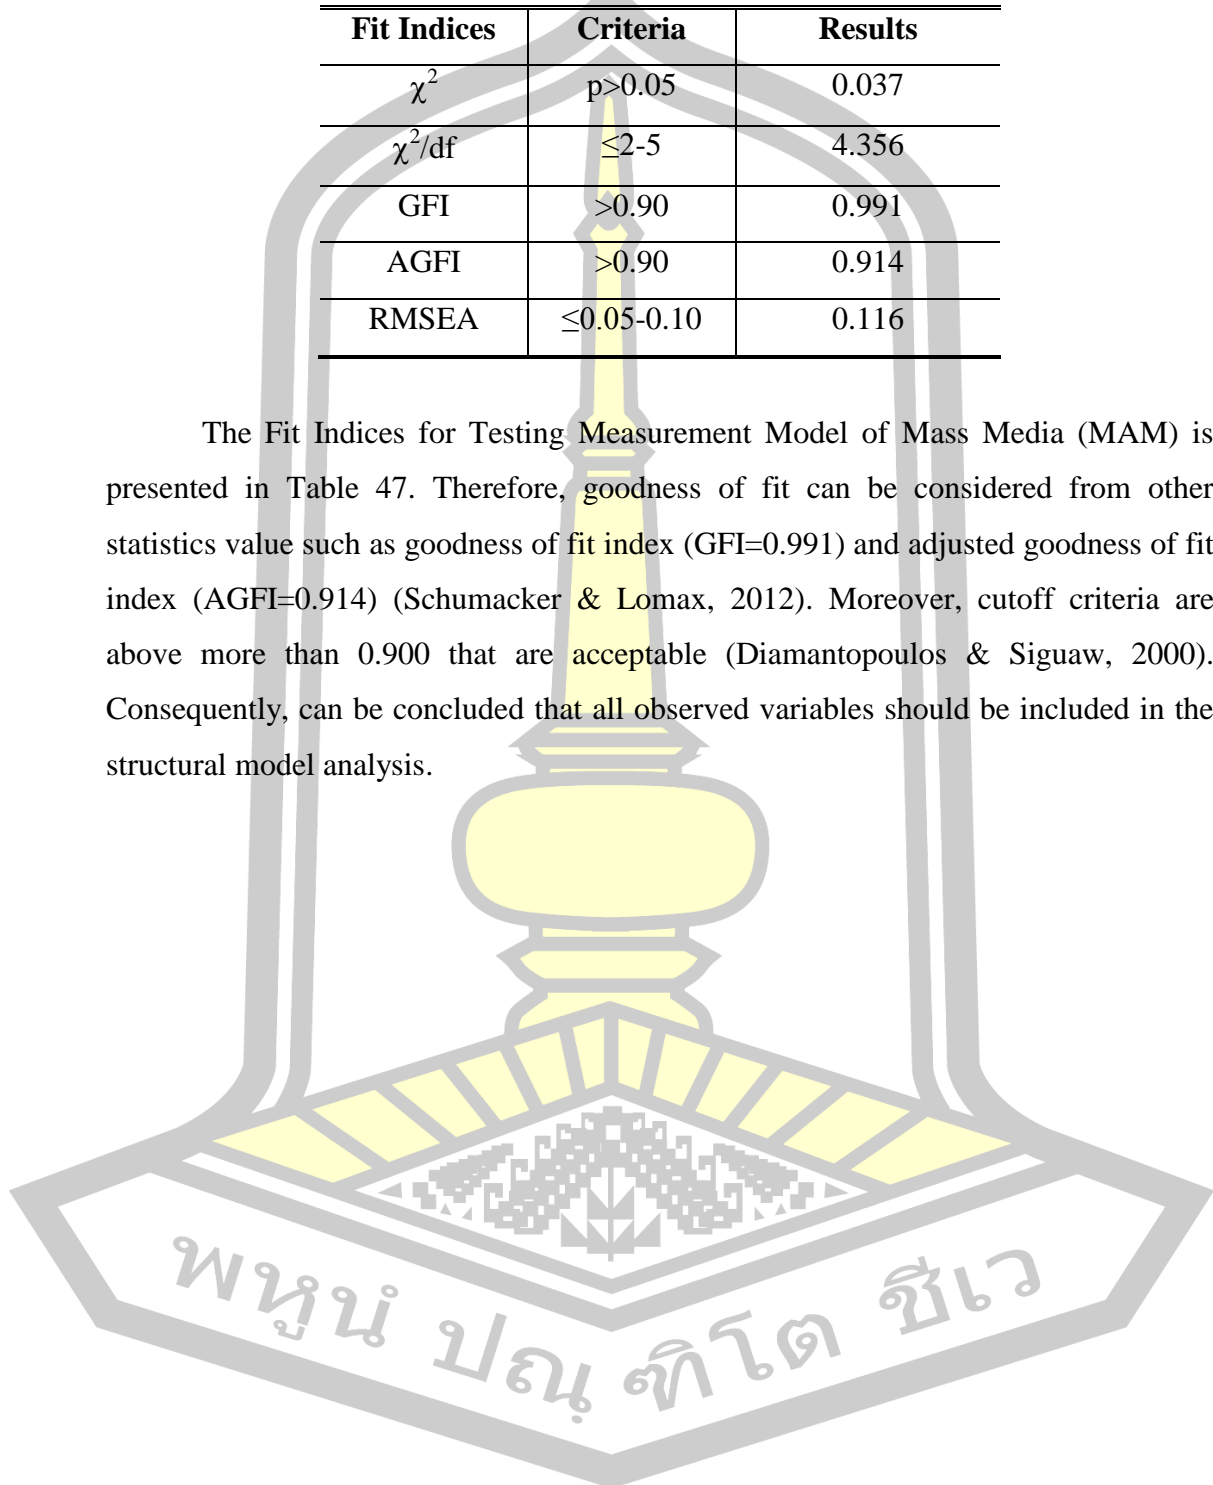 Fit Indices Criteria Results
χ² p>0.05 0.037
χ²/df ≤2-5 4.356
GFI >0.90 0.991
AGFI >0.90 0.914
RMSEA ≤0.05-0.10 0.116
The Fit Indices for Testing Measurement Model of Mass Media (MAM) is
presented in Table 47. Therefore, goodness of fit can be considered from other
statistics value such as goodness of fit index (GFI=0.991) and adjusted goodness of fit
index (AGFI=0.914) (Schumacker & Lomax, 2012). Moreover, cutoff criteria are
above more than 0.900 that are acceptable (Diamantopoulos & Siguaw, 2000).
Consequently, can be concluded that all observed variables should be included in the
structural model analysis.
พหูนํ ปณฺฑิโต ชีเว